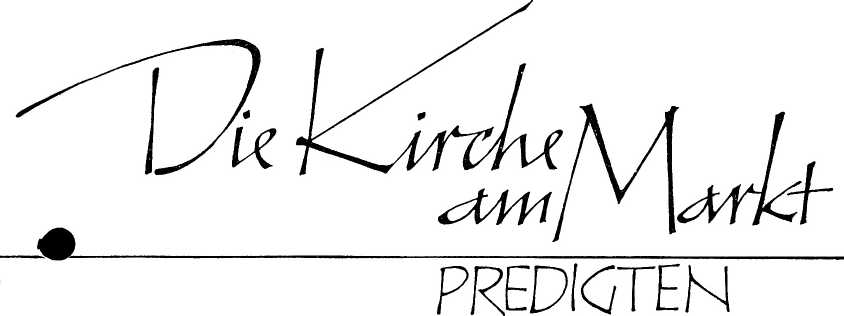 Die Kirche
am Markt
PREDIGTEN